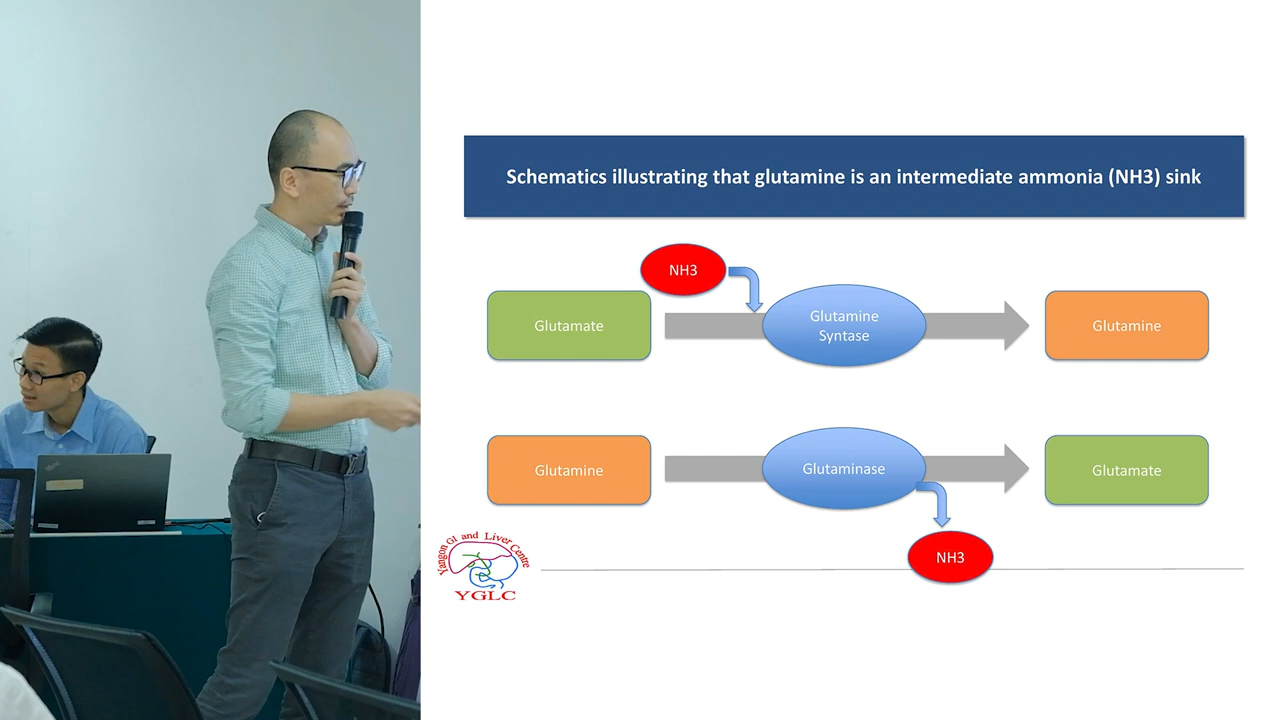 Schematics illustrating that glutamine is an intermediate ammonia (NH3) sink
NH3
Glutamate
Glutamine
Syntase
Glutamine
Glutamine
Glutaminase
Glutamate
NH3
Yangon GI and Liver Centre
YGLC